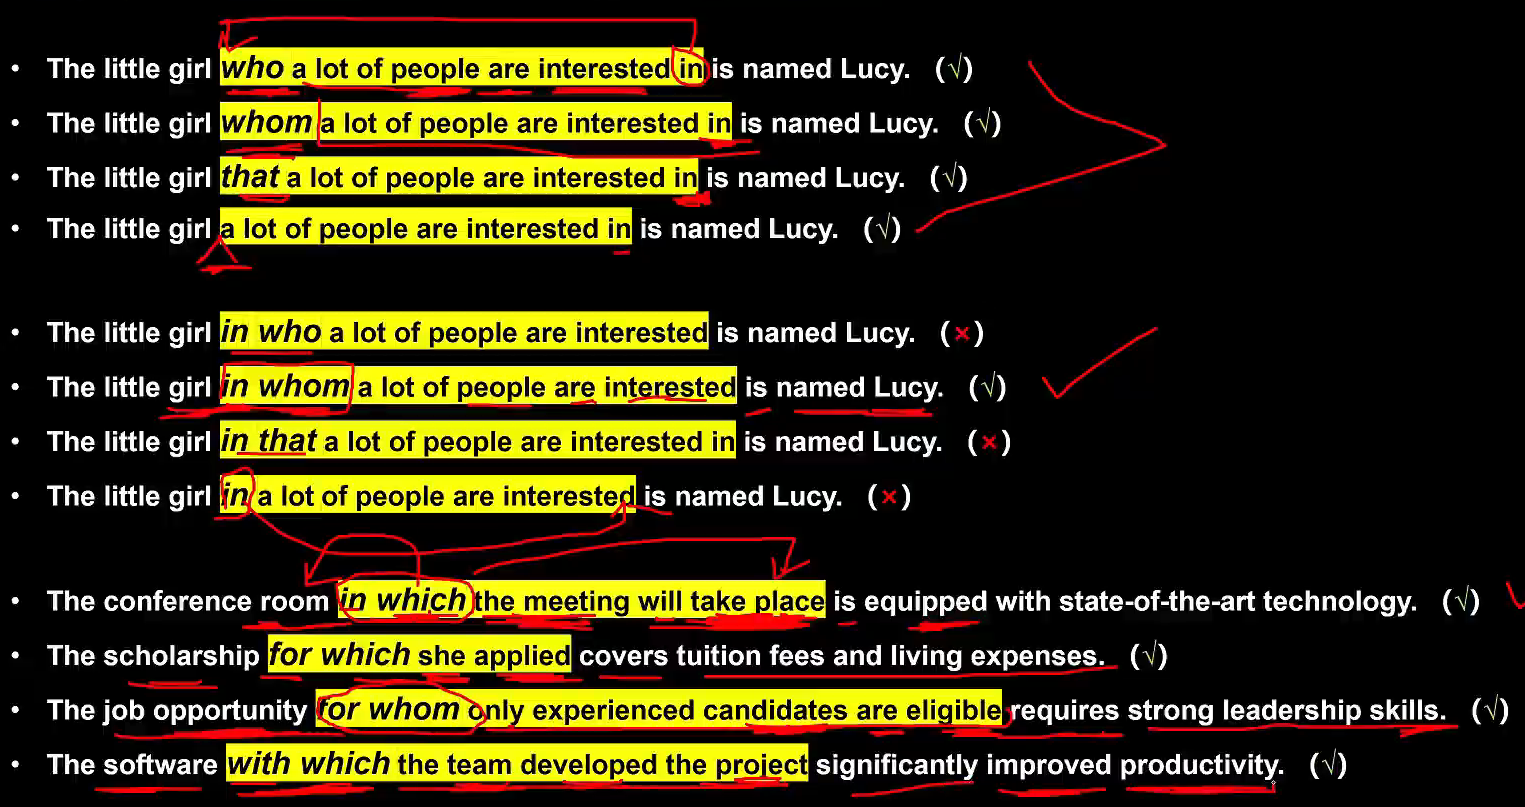 • The little girl who a lot of people are interested in is named Lucy. (√)
• The little girl whom a lot of people are interested in is named Lucy. (√)
• The little girl that a lot of people are interested in is named Lucy. (√)
• The little girl a lot of people are interested in is named Lucy. (√)
• The little girl in who a lot of people are interested is named Lucy. (×)
• The little girl in whom a lot of people are interested is named Lucy. (√)
• The little girl in that a lot of people are interested in is named Lucy. (×)
• The little girl in a lot of people are interested is named Lucy. (×)
• The conference room in which the meeting will take place is equipped with state-of-the-art technology. (√)
• The scholarship for which she applied covers tuition fees and living expenses. (√)
• The job opportunity for whom only experienced candidates are eligible requires strong leadership skills. (√)
• The software with which the team developed the project significantly improved productivity. (√)